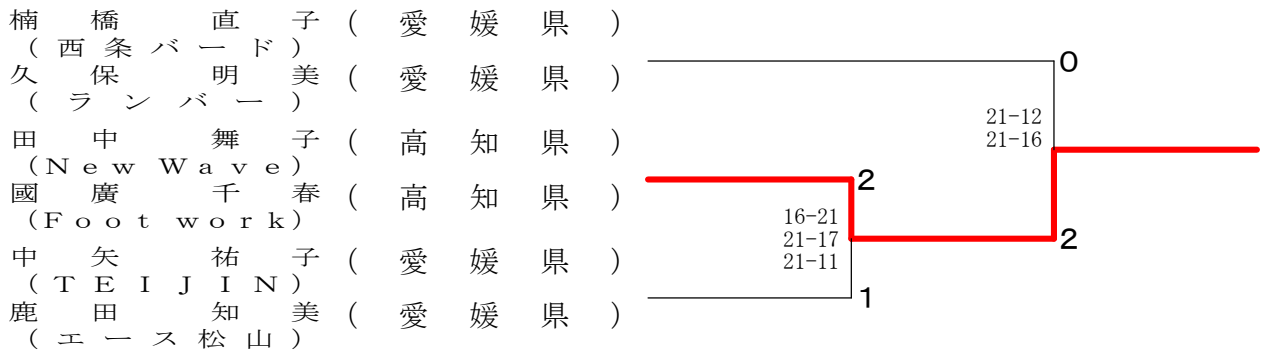 楠橋 直子 ( 愛媛県 )
(西条バード)
久保 明美 ( 愛媛県 )
(ランバー)
田中 舞子 ( 高知県 )
(New Wave)
國廣 千春 ( 高知県 )
(Foot work)
中矢 祐子 ( 愛媛県 )
(TEIJIN)
鹿田 知美 ( 愛媛県 )
(エース松山)
0
21-12
21-16
2
16-21
21-17
21-11
2
1